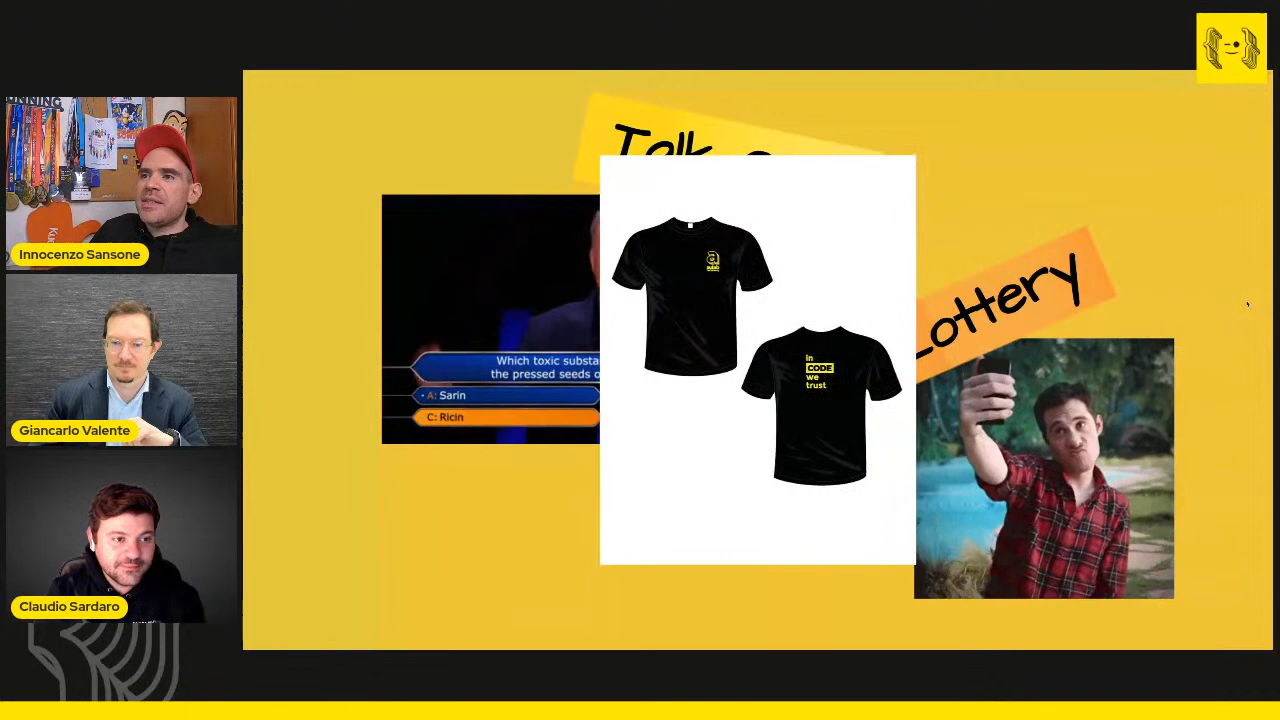 UNNING
Innocenzo Sansone
Giancarlo Valente
Claudio Sardaro
Talk
Lottery
Which toxic substa
the pressed seeds o
A: Sarin
C: Ricin
a
in
CODE
we
trust